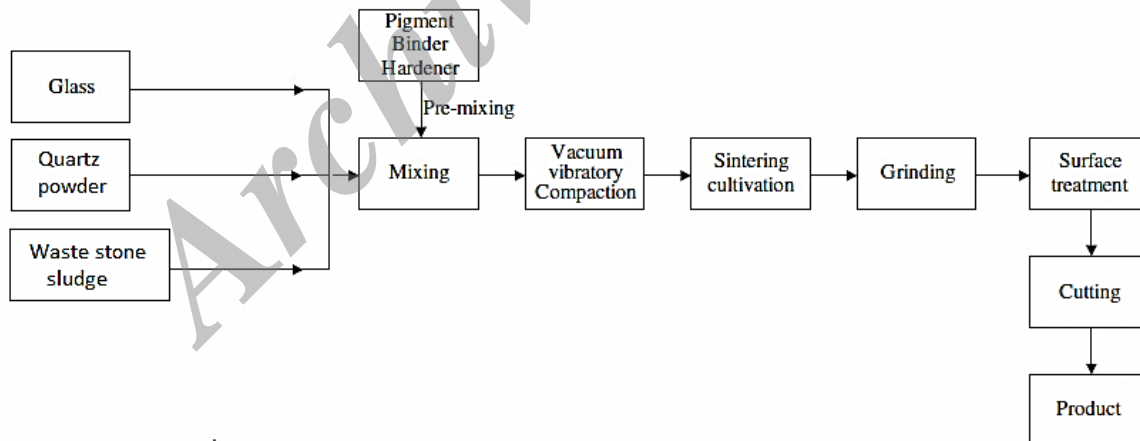 Pigment
Binder
Hardener
Glass
Pre-mixing
Quartz
powder
Mixing
Vacuum
vibratory
Compaction
Sintering
cultivation
Grinding
Surface
treatment
Waste stone
sludge
Cutting
Product
Archiv